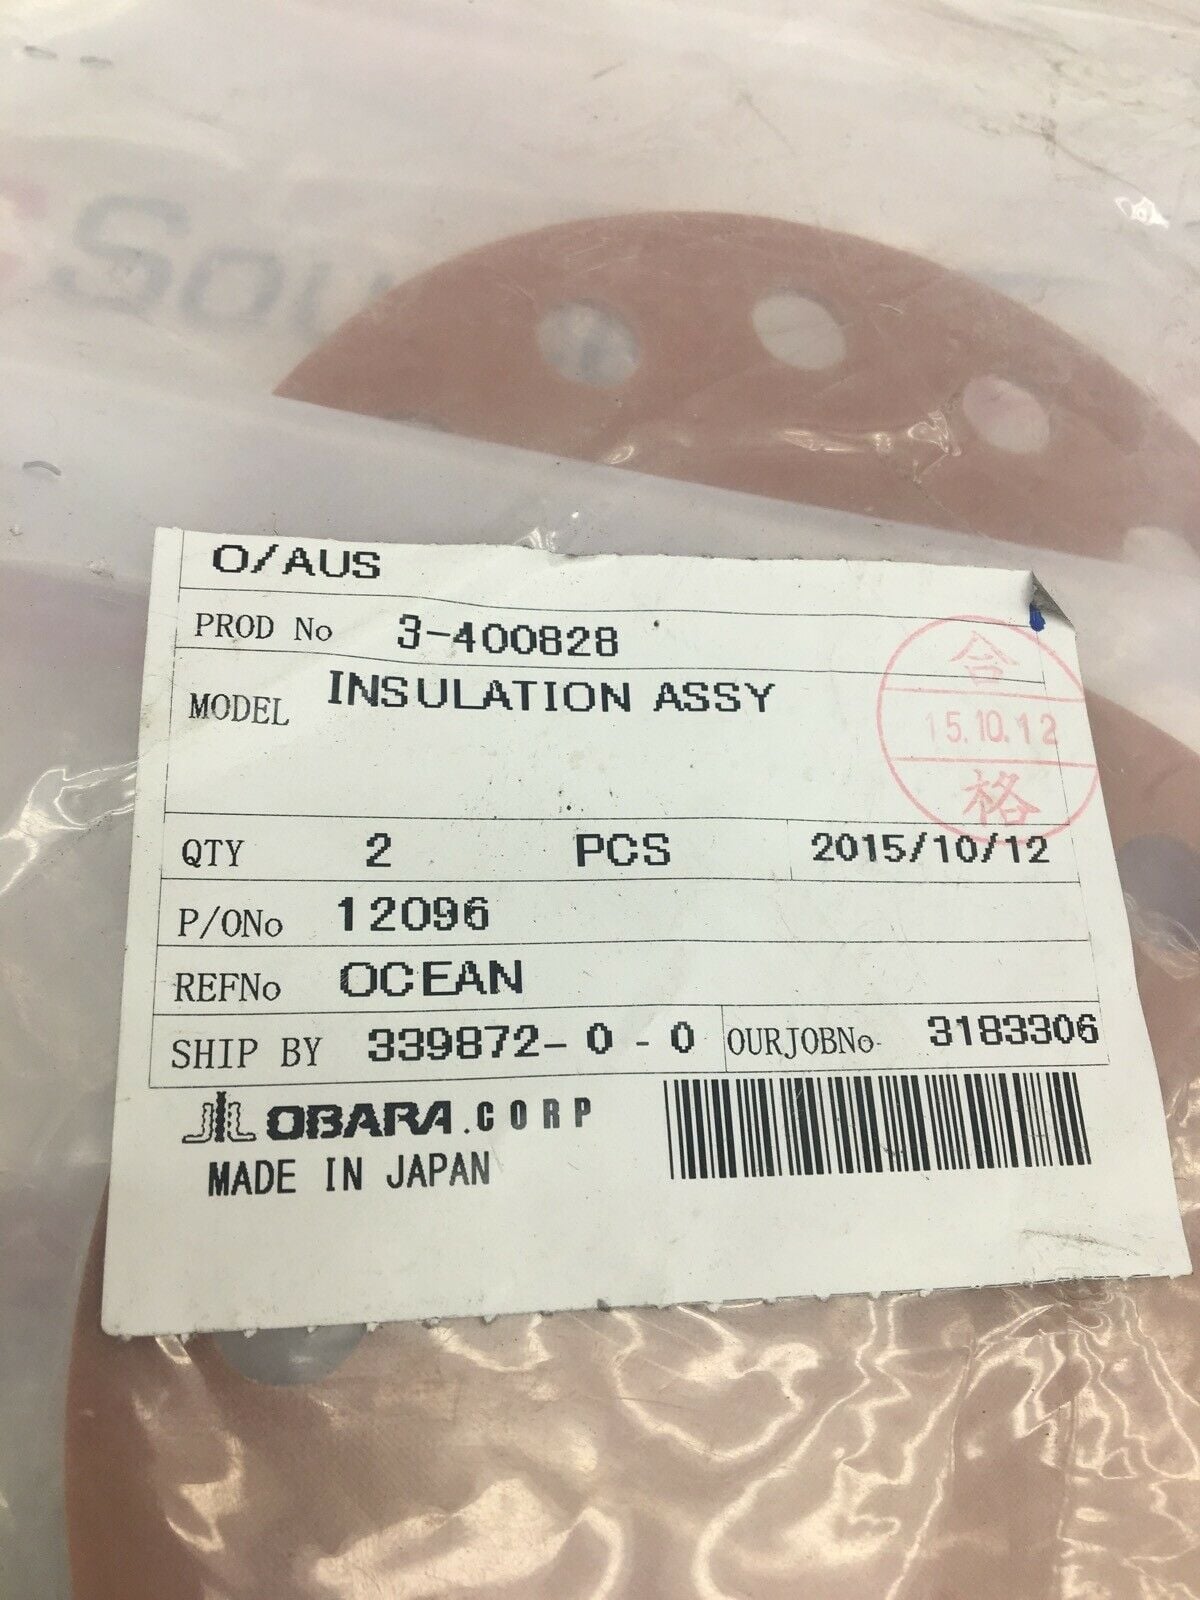 Sou
O/AUS
PROD No 3-400828
MODEL INSULATION ASSY
合
15.10.12
格
QTY 2 PCS 2015/10/12
P/ONo 12096
REFNo OCEAN
SHIP BY 339872-0-0 OURJOBNo 3183306
OBARA.CORP
MADE IN JAPAN